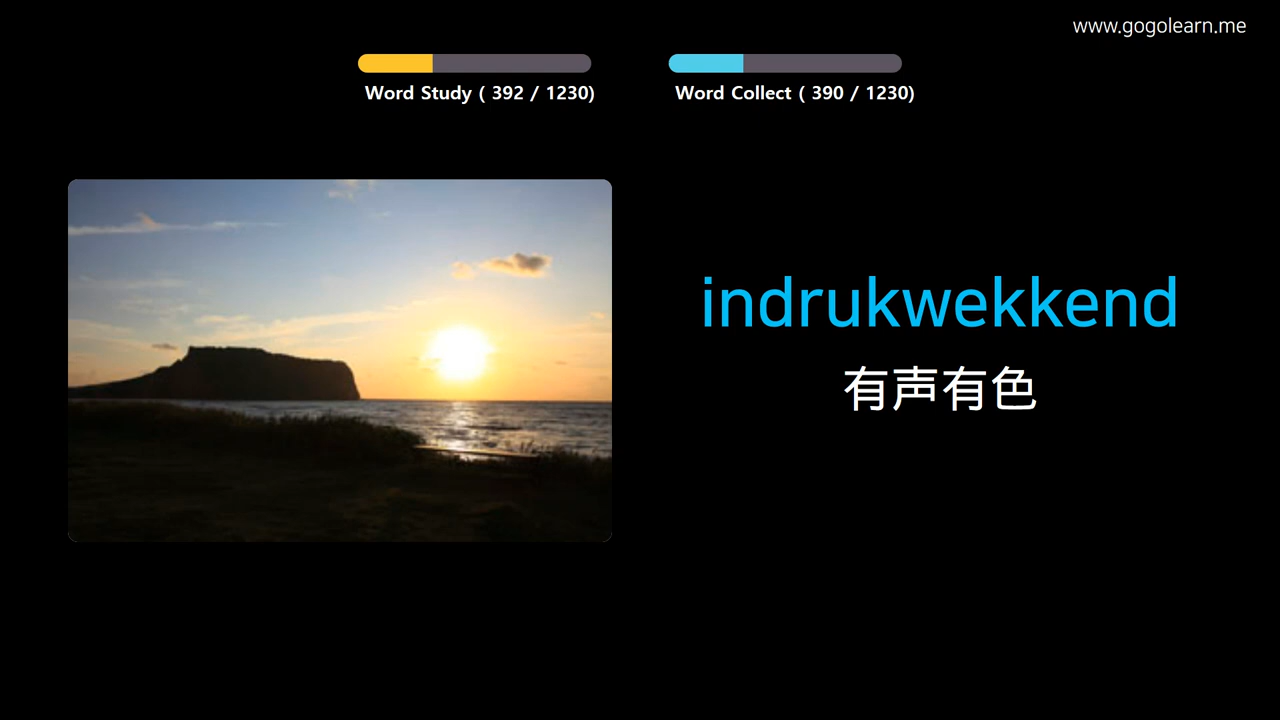 www.gogolearn.me
Word Study ( 392 / 1230)
Word Collect ( 390 / 1230)
indrukwekkend
有声有色